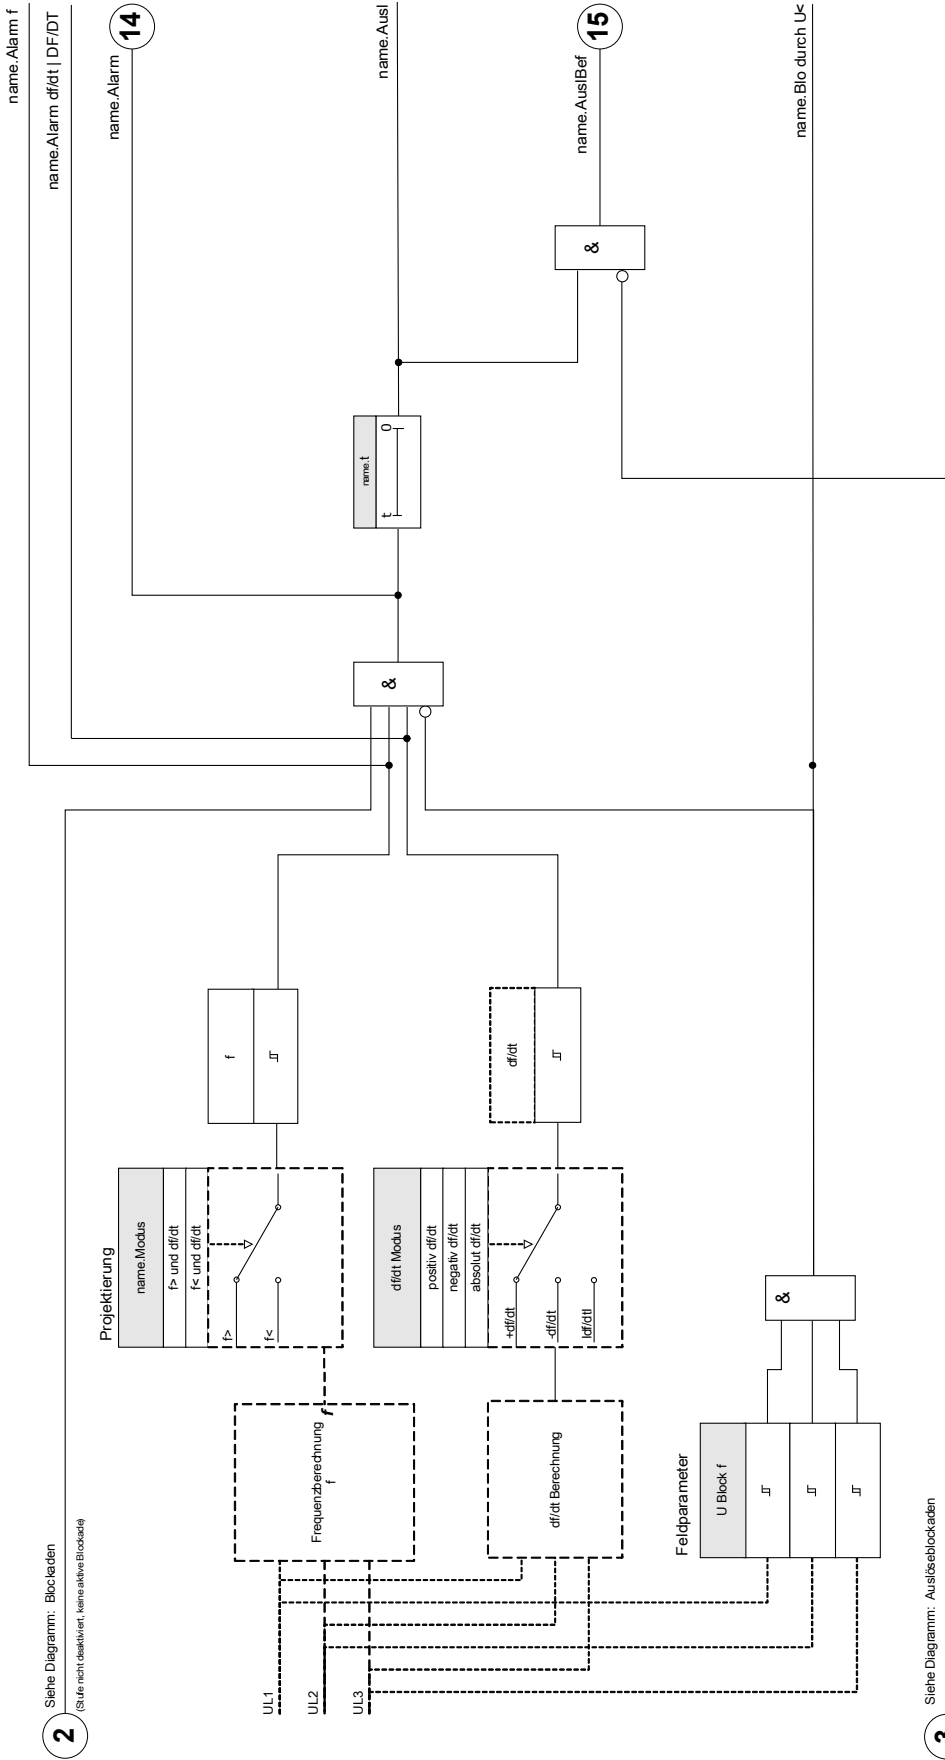 name.Alarm f
name.Alarm df/dt | DF/DT
14
name.Alarm
name.Ausl
15
name.AuslBef
name.Blo durch U<
&
name.t
t
0
&
2
Siehe Diagramm: Blockaden
(Stufe nicht deaktiviert, keine aktive Blockade)
Projektierung
name.Modus
f> und df/dt
f< und df/dt
f>
f<
f
df/dt Modus
positiv df/dt
negativ df/dt
absolut df/dt
+df/dt
-df/dt
Idf/dtI
df/dt
Frequenzberechnung
f
f
df/dt Berechnung
UL1
UL2
UL3
Feldparameter
U Block f
&
3
Siehe Diagramm: Auslöseblockaden